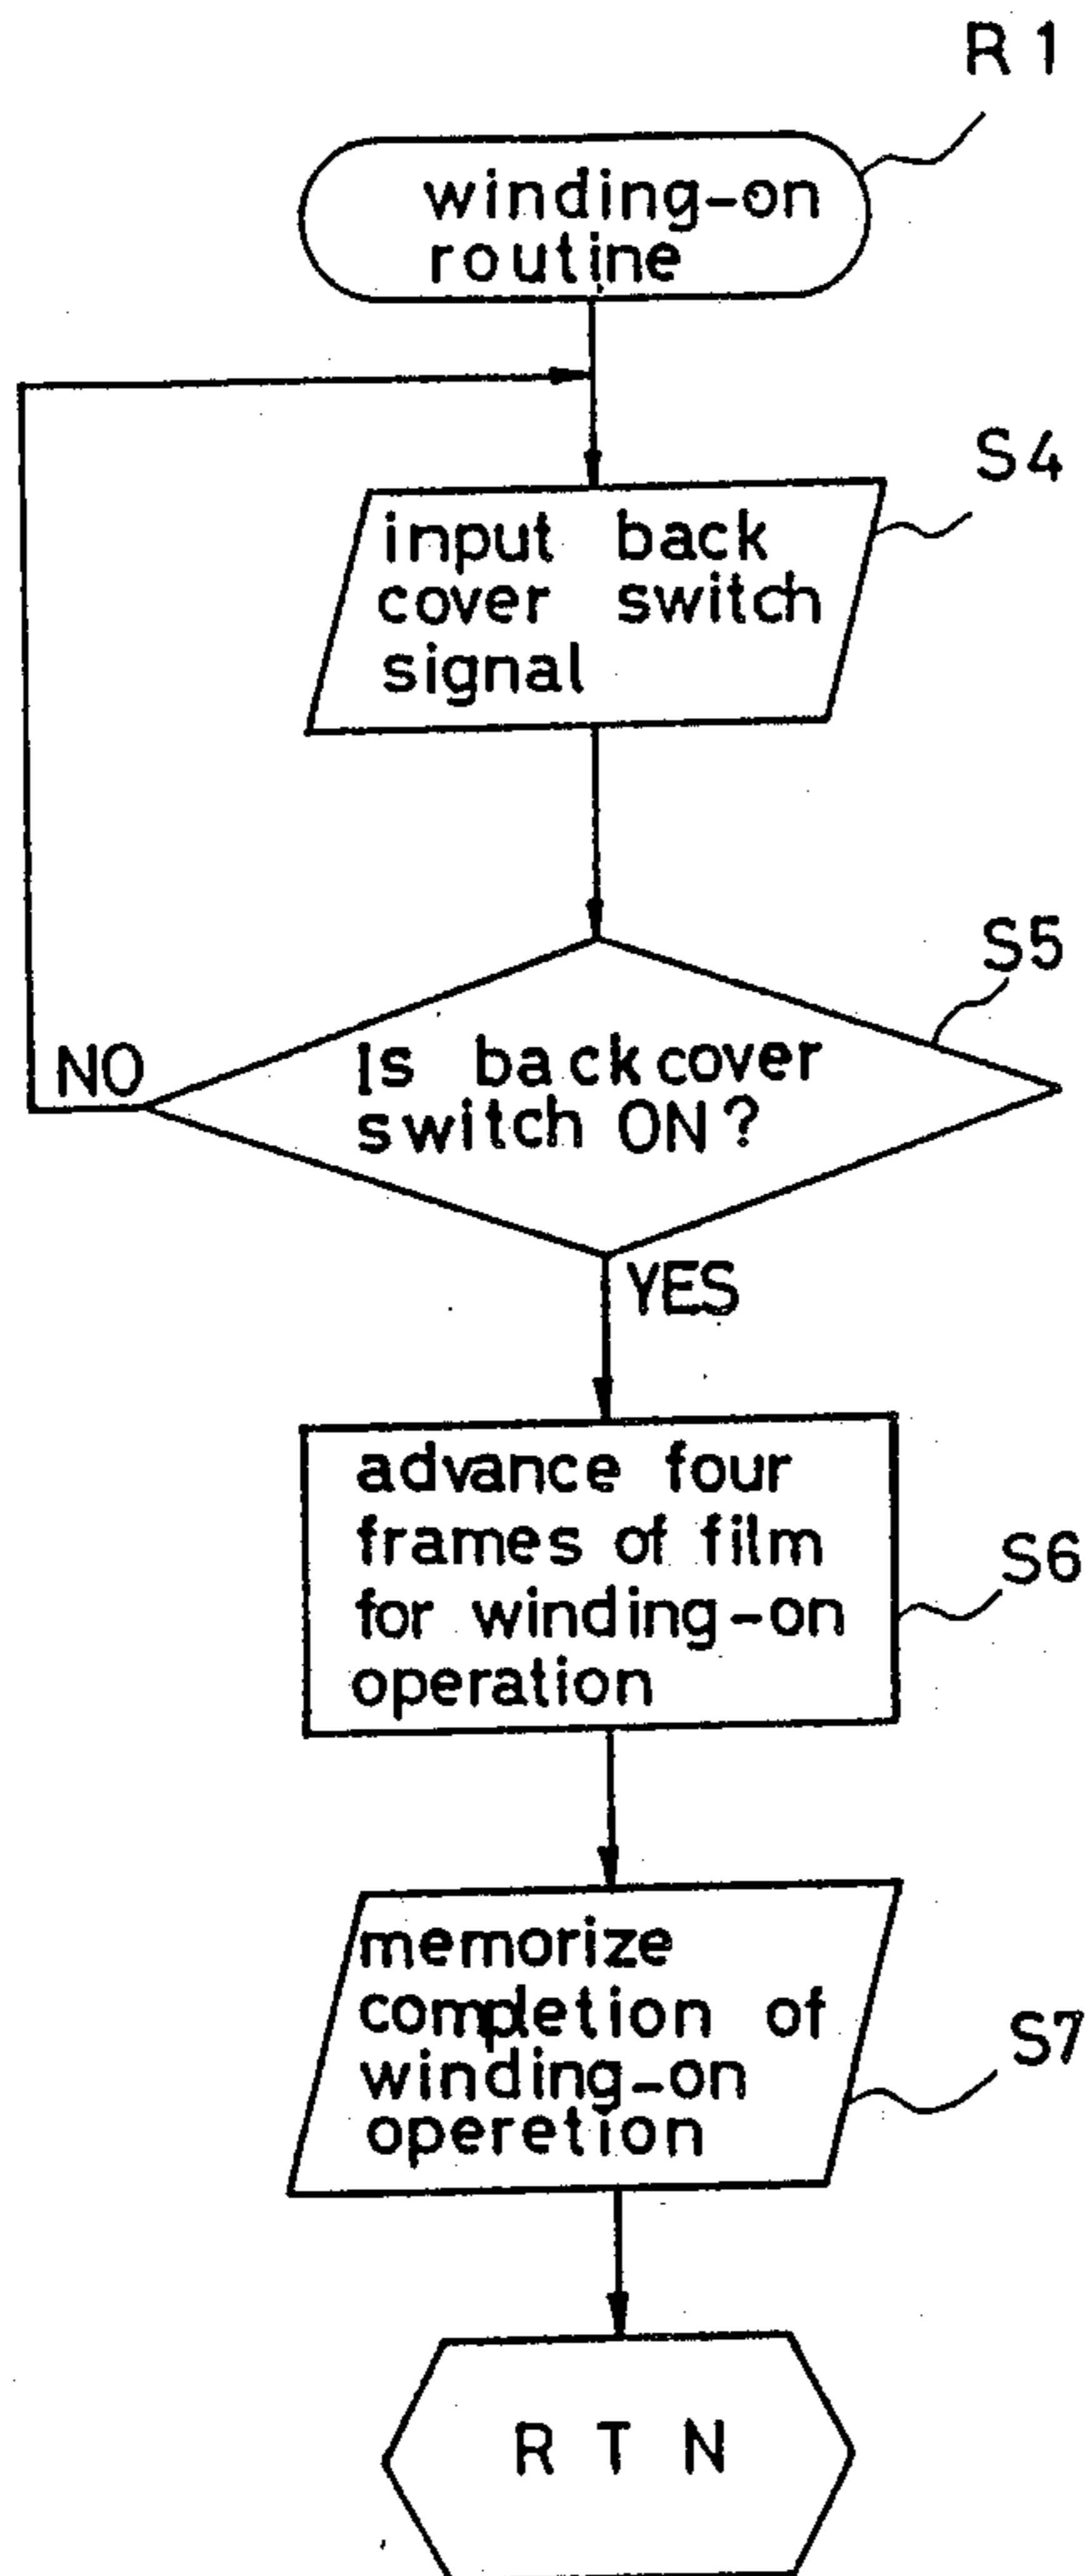 R 1
winding-on
routine
S4
input back
cover switch
signal
S5
NO
Is backcover
switch ON?
YES
advance four
frames of film
for winding-on
operation
S6
memorize
completion of
winding-on
operetion
S7
R T N